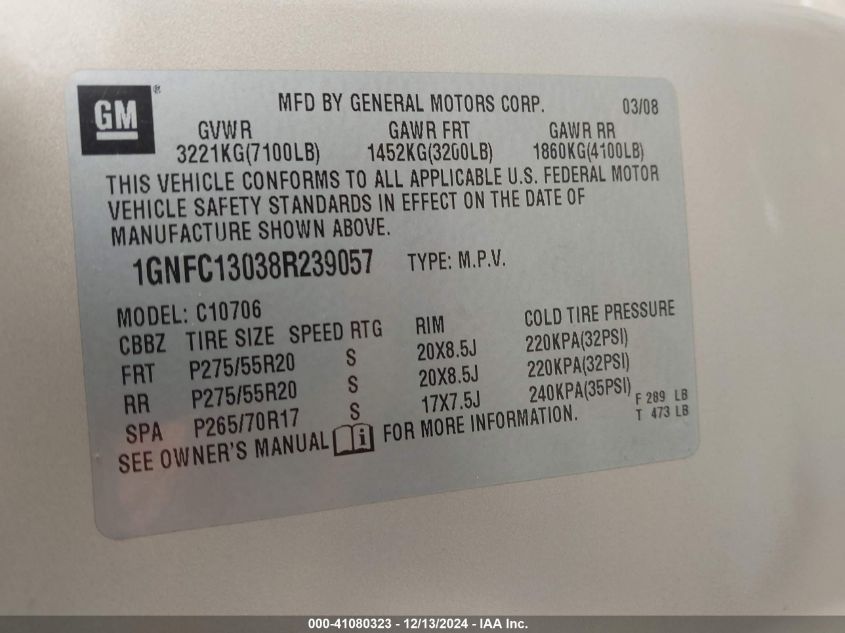 GM®
MFD BY GENERAL MOTORS CORP. 03/08
GVWR GAWR FRT GAWR RR
3221KG(7100LB) 1452KG(3200LB) 1860KG(4100LB)
THIS VEHICLE CONFORMS TO ALL APPLICABLE U.S. FEDERAL MOTOR
VEHICLE SAFETY STANDARDS IN EFFECT ON THE DATE OF
MANUFACTURE SHOWN ABOVE.
1GNFC13038R239057 TYPE: M.P.V.
MODEL: C10706
CBBZ TIRE SIZE SPEED RTG RIM COLD TIRE PRESSURE
FRT P275/55R20 S 20X8.5J 220KPA(32PSI)
RR P275/55R20 S 20X8.5J 220KPA(32PSI)
SPA P265/70R17 S 17X7.5J 240KPA(35PSI)
SEE OWNER'S MANUAL i FOR MORE INFORMATION.
F 289 LB
T 473 LB
000-41080323 - 12/13/2024 - IAA Inc.